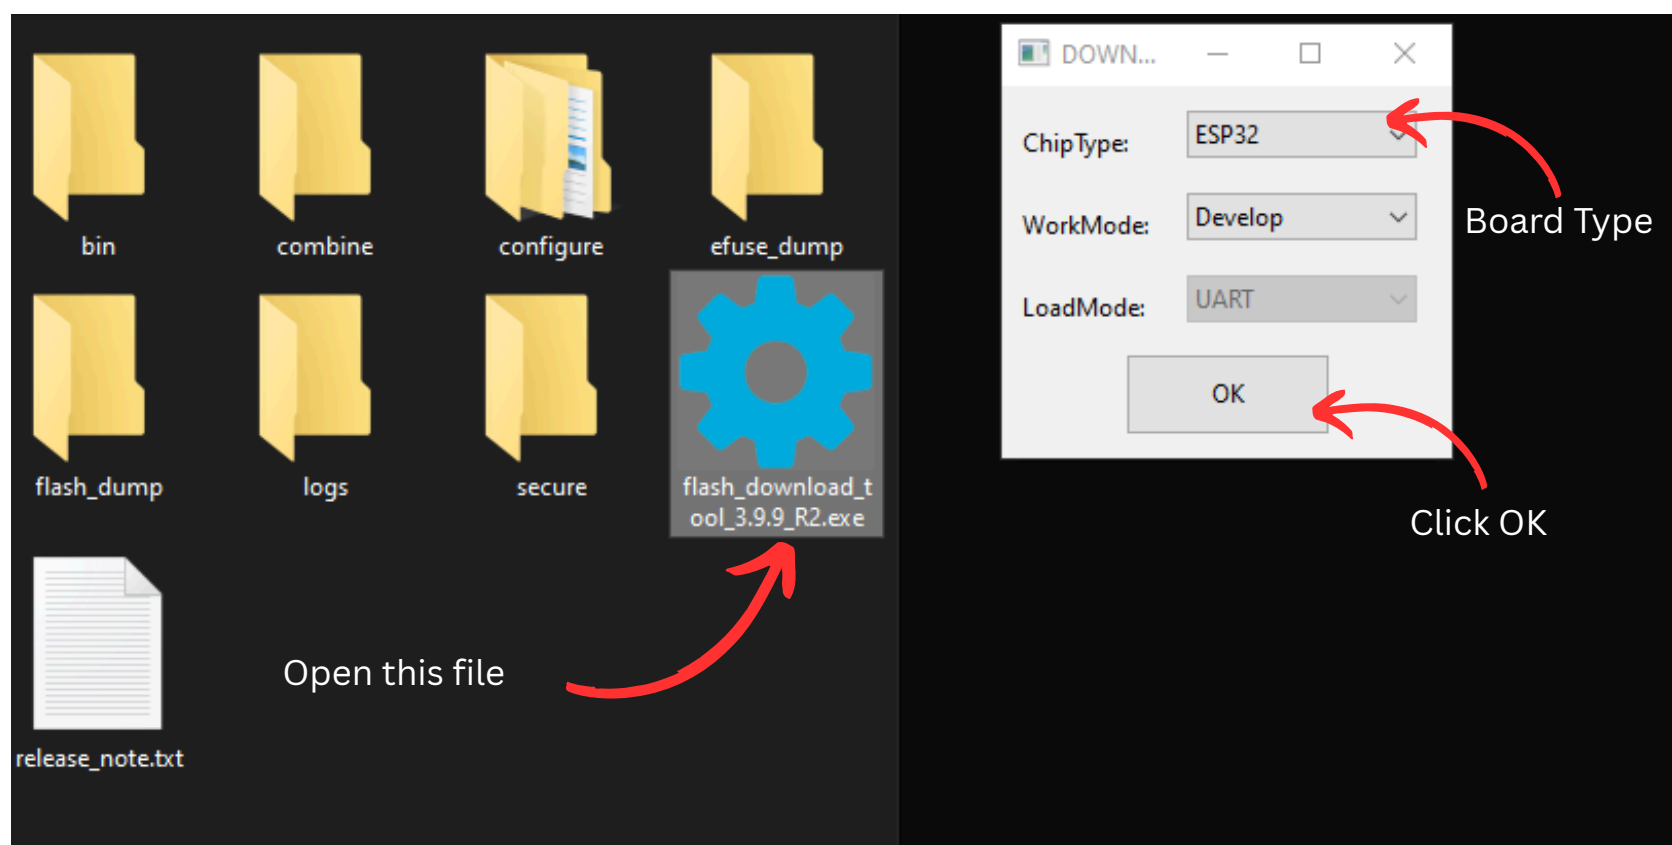 bin
combine
configure
efuse_dump
flash_dump
logs
secure
flash_download_t
ool_3.9.9_R2.exe
release_note.txt
Open this file
DOWN...
ChipType:
ESP32
WorkMode:
Develop
LoadMode:
UART
OK
Board Type
Click OK